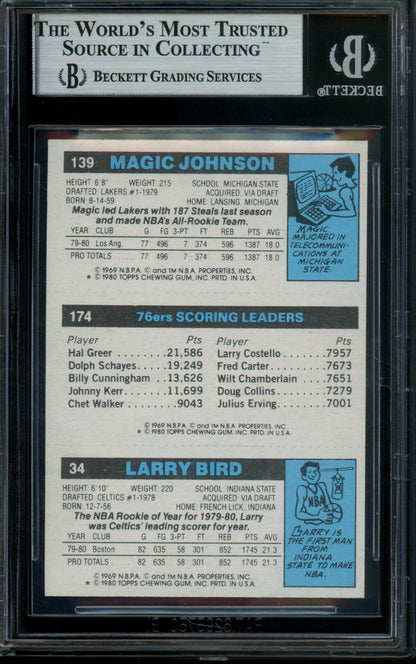 THE WORLD'S MOST TRUSTED
SOURCE IN COLLECTING™
B BECKETT GRADING SERVICES
BECKETT®
139 MAGIC JOHNSON
HEIGHT: 6'8" WEIGHT: 215 SCHOOL: MICHIGAN STATE
DRAFTED: LAKERS #1-1979 ACQUIRED: VIA DRAFT
BORN: 8-14-59 HOME: LANSING, MICHIGAN
Magic led Lakers with 187 Steals last season
and made NBA's All-Rookie Team.
YEAR CLUB G FG 3-PT FT REB PTS AVG
79-80 Los Ang. 77 496 7 374 596 1387 18.0
PRO TOTALS 77 496 7 374 596 1387 18.0
© 1969 N.B.P.A. © and TM N.B.A. PROPERTIES, INC.
* © 1980 TOPPS CHEWING GUM, INC. PRTD. IN U.S.A.
MAGIC
MAJORED IN
TELECOMMUNI-
CATIONS AT
MICHIGAN
STATE.
174 76ers SCORING LEADERS
Player Pts Player Pts
Hal Greer ........21,586 Larry Costello.....7957
Dolph Schayes....19,249 Fred Carter........7673
Billy Cunningham ..13,626 Wilt Chamberlain ...7651
Johnny Kerr.......11,699 Doug Collins.......7279
Chet Walker .......9043 Julius Erving.......7001
© 1969 N.B.P.A. © and TM N.B.A. PROPERTIES, INC.
* © 1980 TOPPS CHEWING GUM, INC. PRTD. IN U.S.A.
34 LARRY BIRD
HEIGHT: 6'10" WEIGHT: 220 SCHOOL: INDIANA STATE
DRAFTED: CELTICS #1-1978 ACQUIRED: VIA DRAFT
BORN: 12-7-56 HOME: FRENCH LICK, INDIANA
The NBA Rookie of Year for 1979-80, Larry
was Celtics' leading scorer for year.
YEAR CLUB G FG 3-PT FT REB PTS AVG
79-80 Boston 82 635 58 301 852 1745 21.3
PRO TOTALS 82 635 58 301 852 1745 21.3
© 1969 N.B.P.A. © and TM N.B.A. PROPERTIES, INC.
* © 1980 TOPPS CHEWING GUM, INC. PRTD. IN U.S.A.
NBA
LARRY IS
THE FIRST MAN
FROM
INDIANA
STATE TO MAKE
NBA.